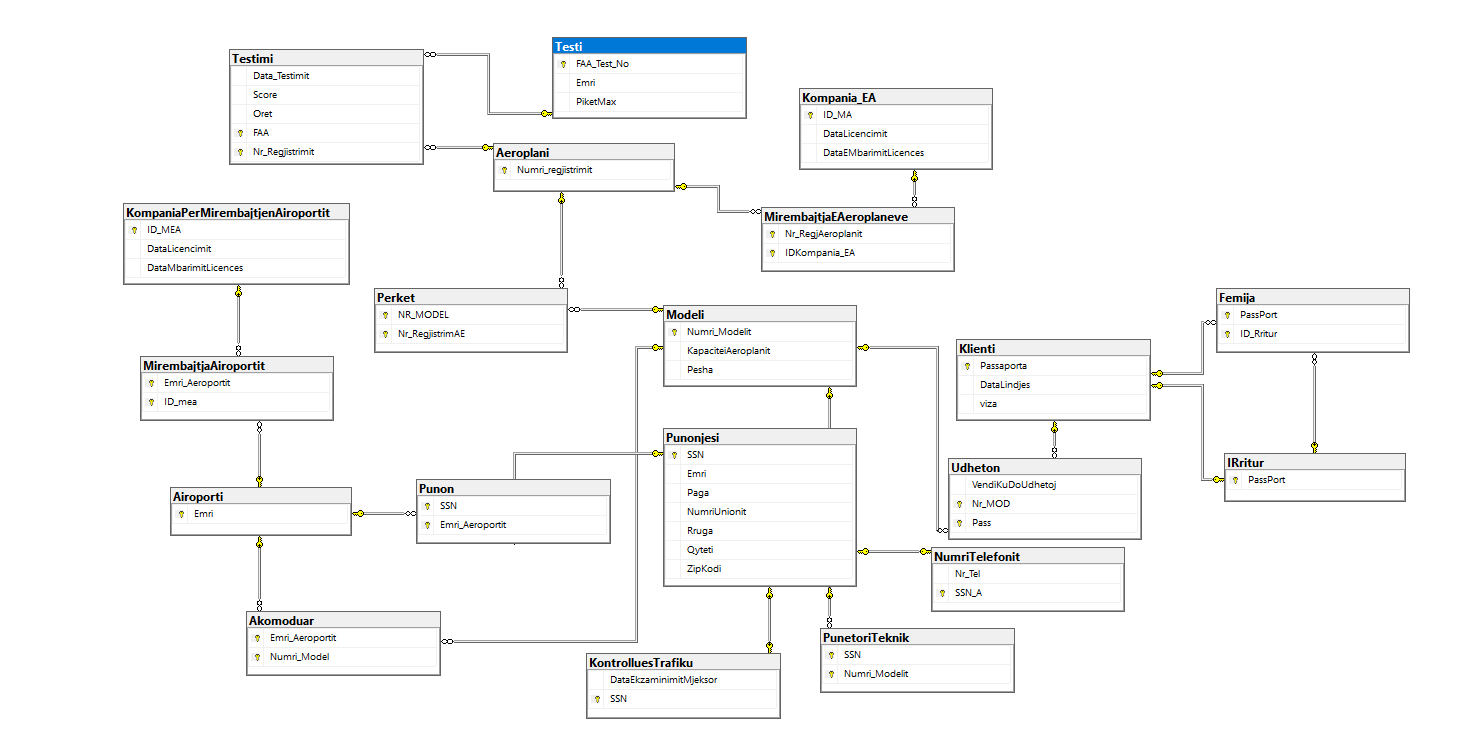 Testi
FAA_Test_No
Emri
PiketMax
Testimi
Data_Testimit
Score
Oret
FAA
Nr_Regjistrimit
Kompania_EA
ID_MA
DataLicencimit
DataEMbarimitLicences
Aeroplani
Numri_regjistrimit
KompaniaPerMirembajtjenAiroportit
ID_MEA
DataLicencimit
DataMbarimitLicences
MirembajtjaEAeroplaneve
Nr_RegjAeroplanit
IDKompania_EA
Perket
NR_MODEL
Nr_RegjistrimAE
Modeli
Numri_Modelit
KapaciteiAeroplanit
Pesha
Femija
PassPort
ID_Rritur
Klienti
Passaporta
DataLindjes
viza
MirembajtjaAiroportit
Emri_Aeroportit
ID_mea
Punonjesi
SSN
Emri
Paga
NumriUnionit
Rruga
Qyteti
ZipKodi
IRritur
PassPort
Udheton
VendiKuDoUdhetoj
Nr_MOD
Pass
Airoporti
Emri
Punon
SSN
Emri_Aeroportit
NumriTelefonit
Nr_Tel
SSN_A
Akomoduar
Emri_Aeroportit
Numri_Model
KontrolluesTrafiku
DataEkzaminimitMjeksor
SSN
PunetoriTeknik
SSN
Numri_Modelit